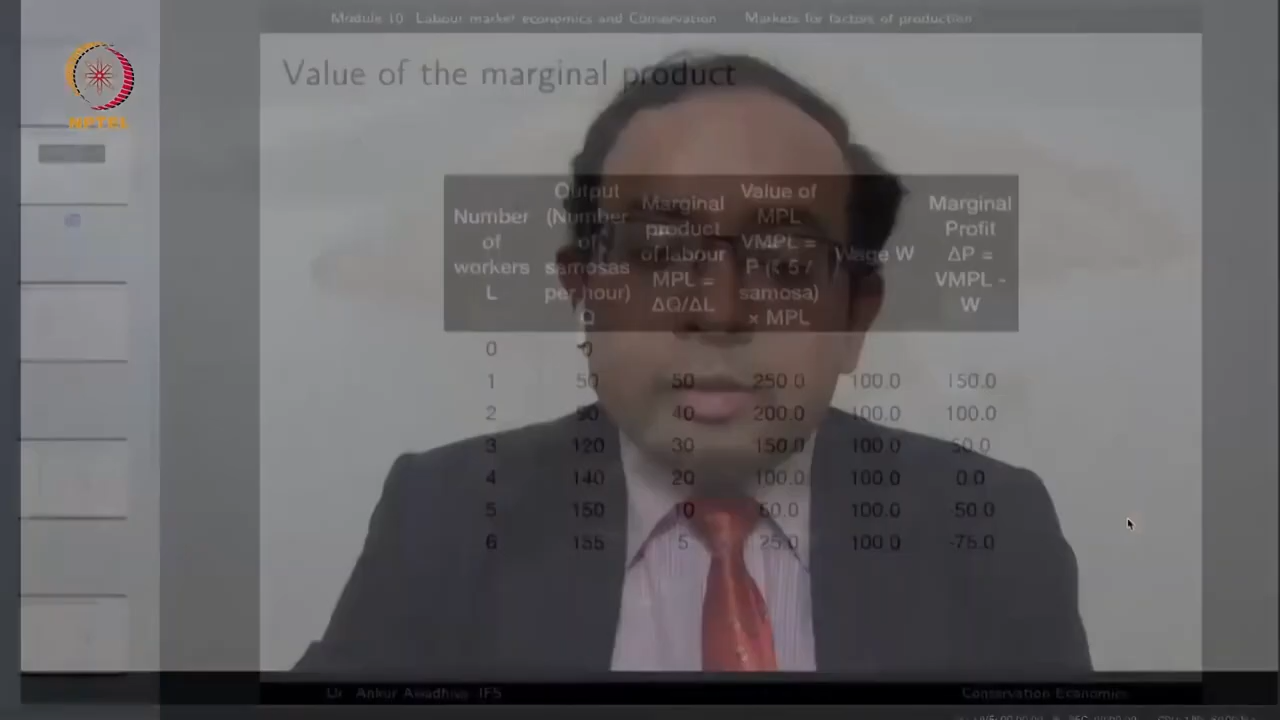 Module 10 Labour market economics and Conservation Markets for factors of production
NPTEL
Value of the marginal product
Number of workers L
Output (Number of samosas per hour) Q
Marginal product of labour MPL = ΔQ/ΔL
Value of MPL VMPL = P (₹ 5 / samosa) × MPL
Wage W
Marginal Profit ΔP = VMPL - W
0 0
1 50 50 250.0 100.0 150.0
2 90 40 200.0 100.0 100.0
3 120 30 150.0 100.0 50.0
4 140 20 100.0 100.0 0.0
5 150 10 50.0 100.0 -50.0
6 155 5 25.0 100.0 -75.0
Dr. Ankur Awadhiya, IFS Conservation Economics